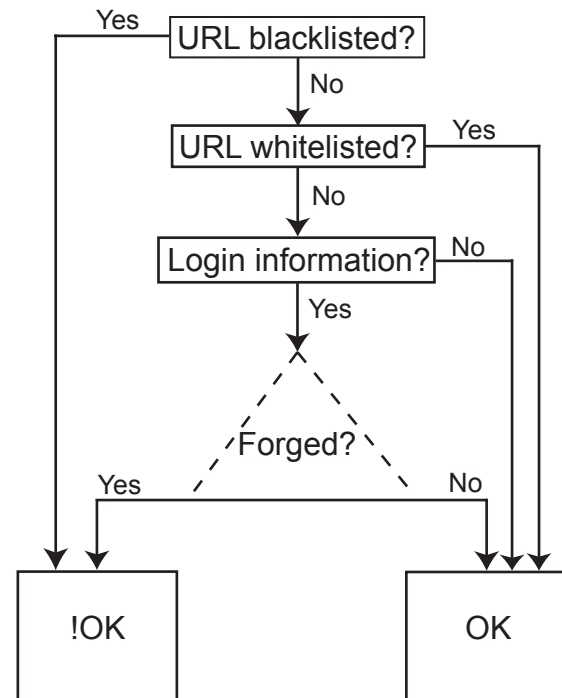 Yes
URL blacklisted?
No
URL whitelisted?
Yes
No
Login information?
No
Yes
Forged?
Yes
No
!OK
OK